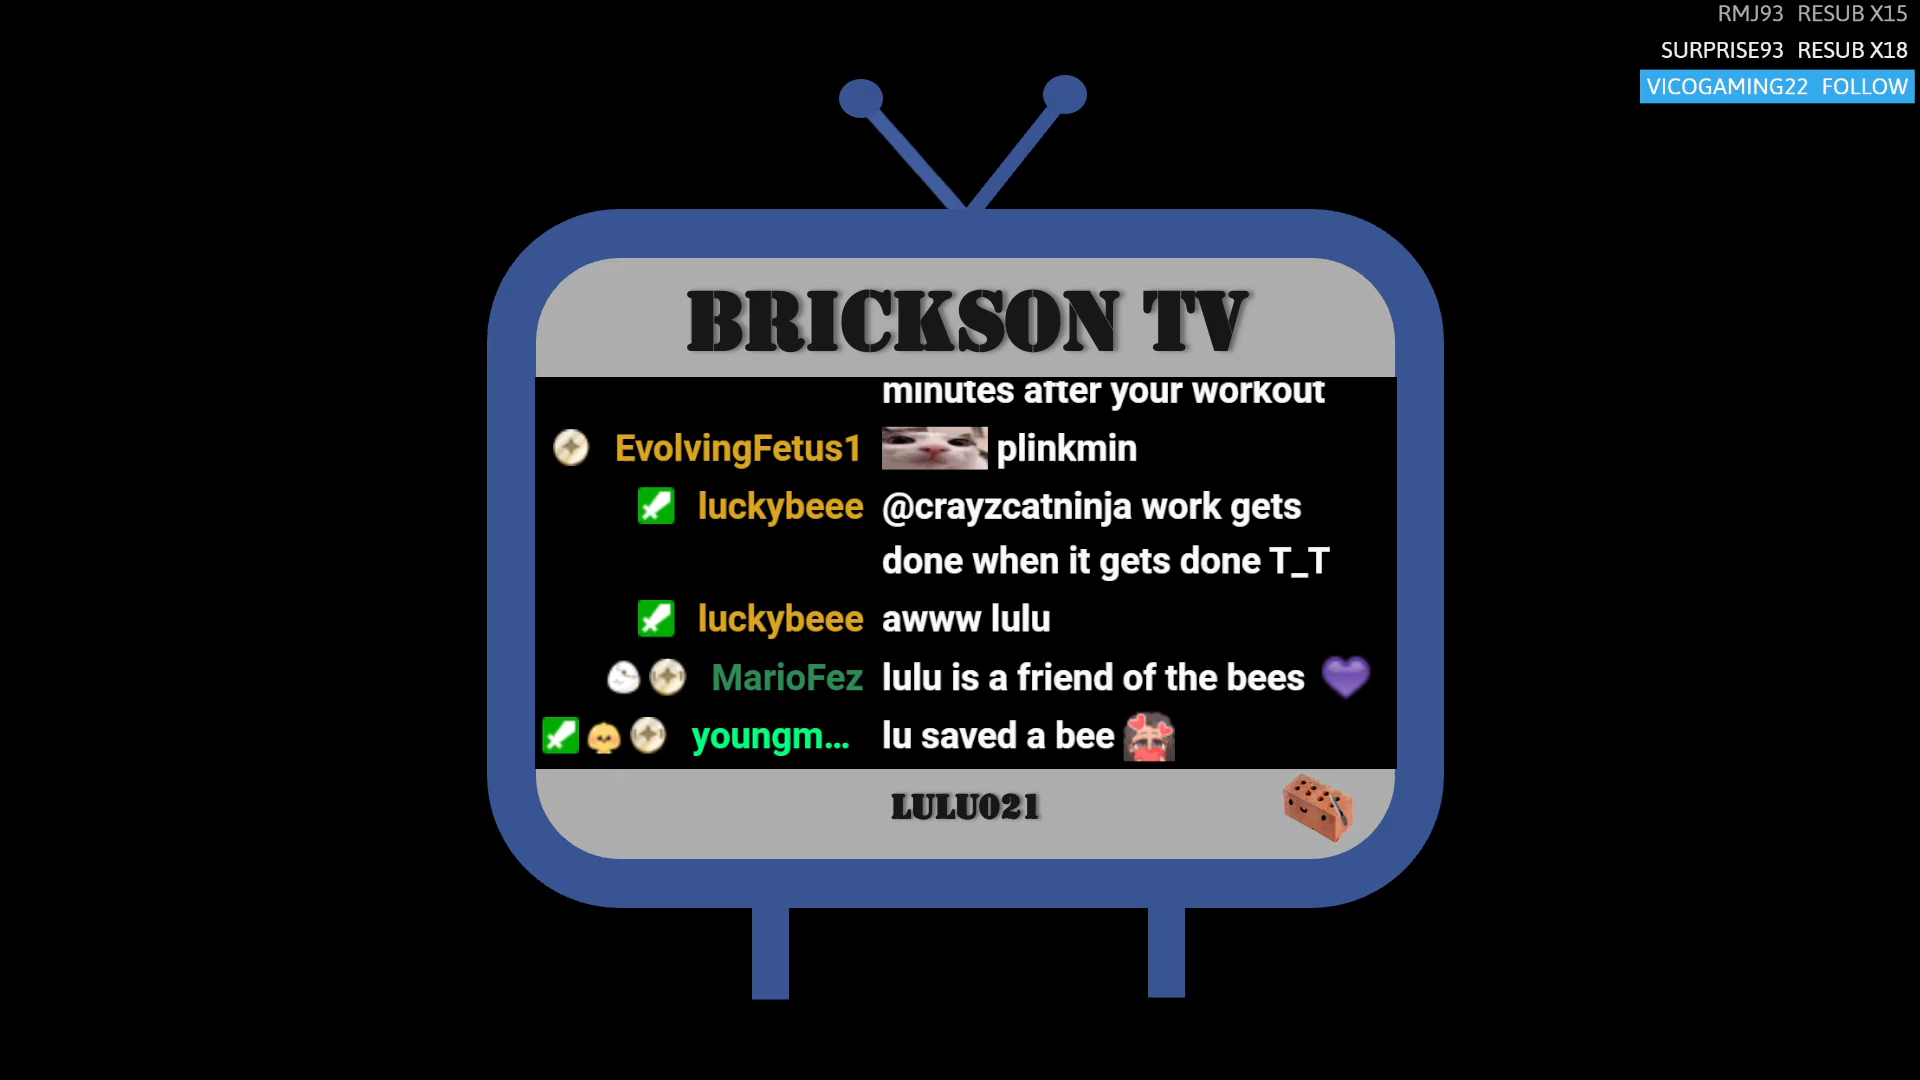 RMJ93 RESUB X15
SURPRISE93 RESUB X18
VICOGAMING22 FOLLOW
BRICKSON TV
minutes after your workout
EvolvingFetus1 plinkmin
luckybeee @crayzcatninja work gets
done when it gets done T_T
luckybeee awww lulu
MarioFez lulu is a friend of the bees
youngm... lu saved a bee
LULU021